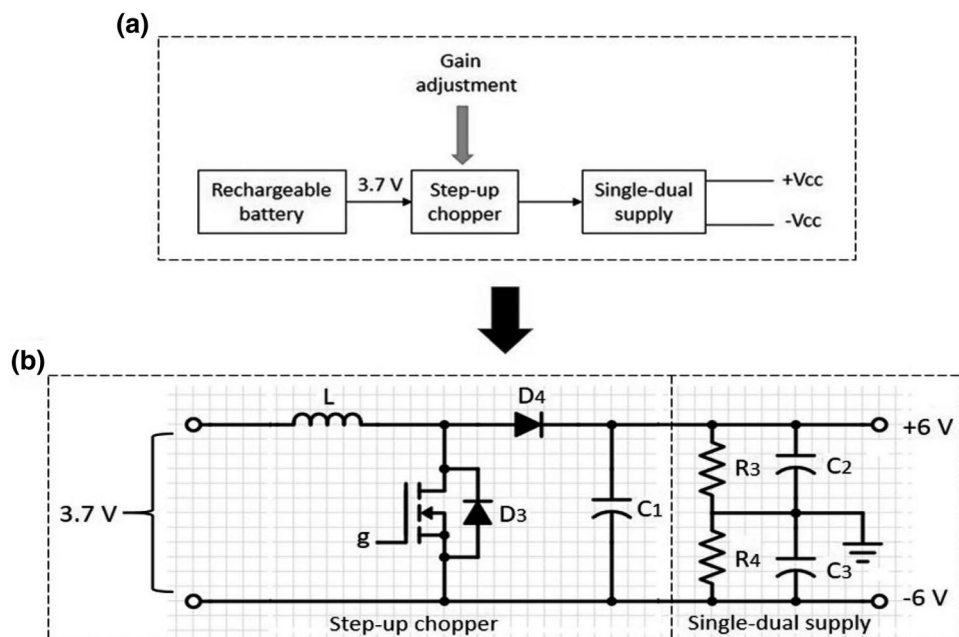 (a)
Gain
adjustment
Rechargeable
battery
3.7 V
Step-up
chopper
Single-dual
supply
+Vcc
-Vcc
(b)
L
D4
+6 V
R3
C2
3.7 V
g
D3
C1
R4
C3
-6 V
Step-up chopper
Single-dual supply